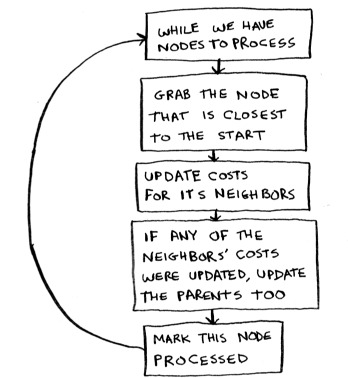 WHILE WE HAVE
NODES TO PROCESS
GRAB THE NODE
THAT IS CLOSEST
TO THE START
UPDATE COSTS
FOR ITS NEIGHBORS
IF ANY OF THE
NEIGHBORS' COSTS
WERE UPDATED, UPDATE
THE PARENTS TOO
MARK THIS NODE
PROCESSED